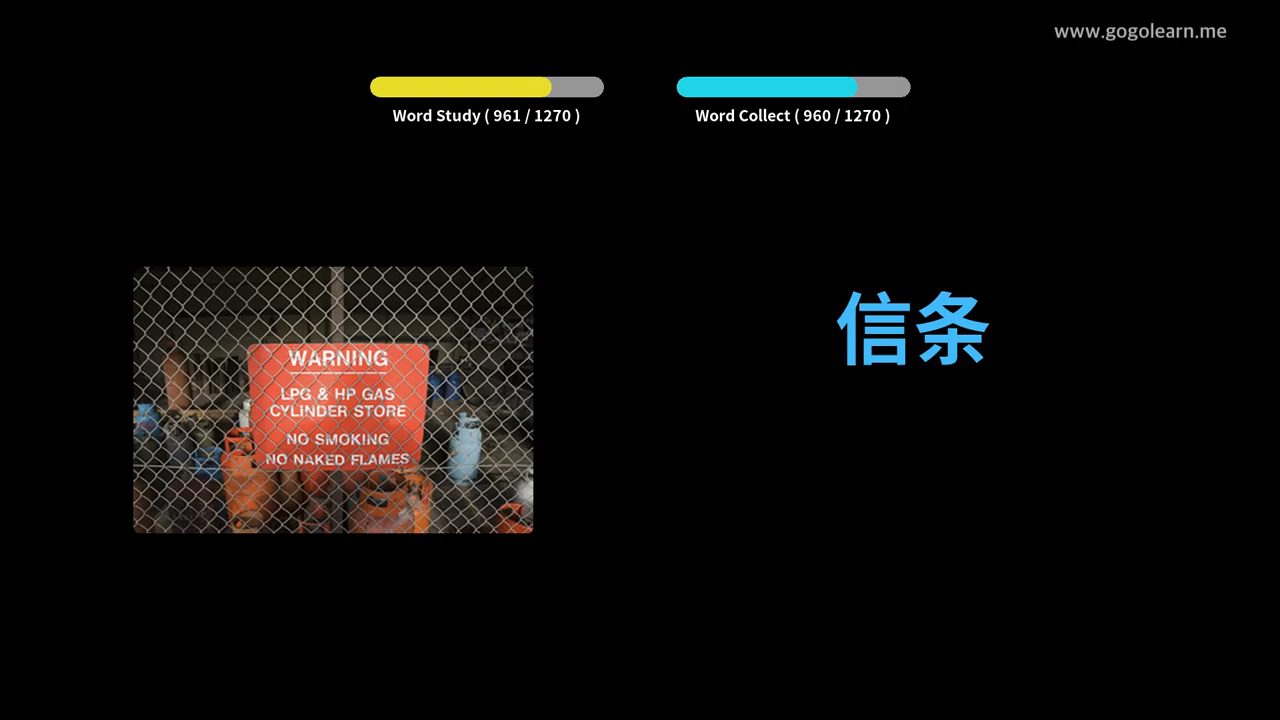 www.gogolearn.me
Word Study ( 961 / 1270 )
Word Collect ( 960 / 1270 )
信条
WARNING
LPG & HP GAS
CYLINDER STORE
NO SMOKING
NO NAKED FLAMES